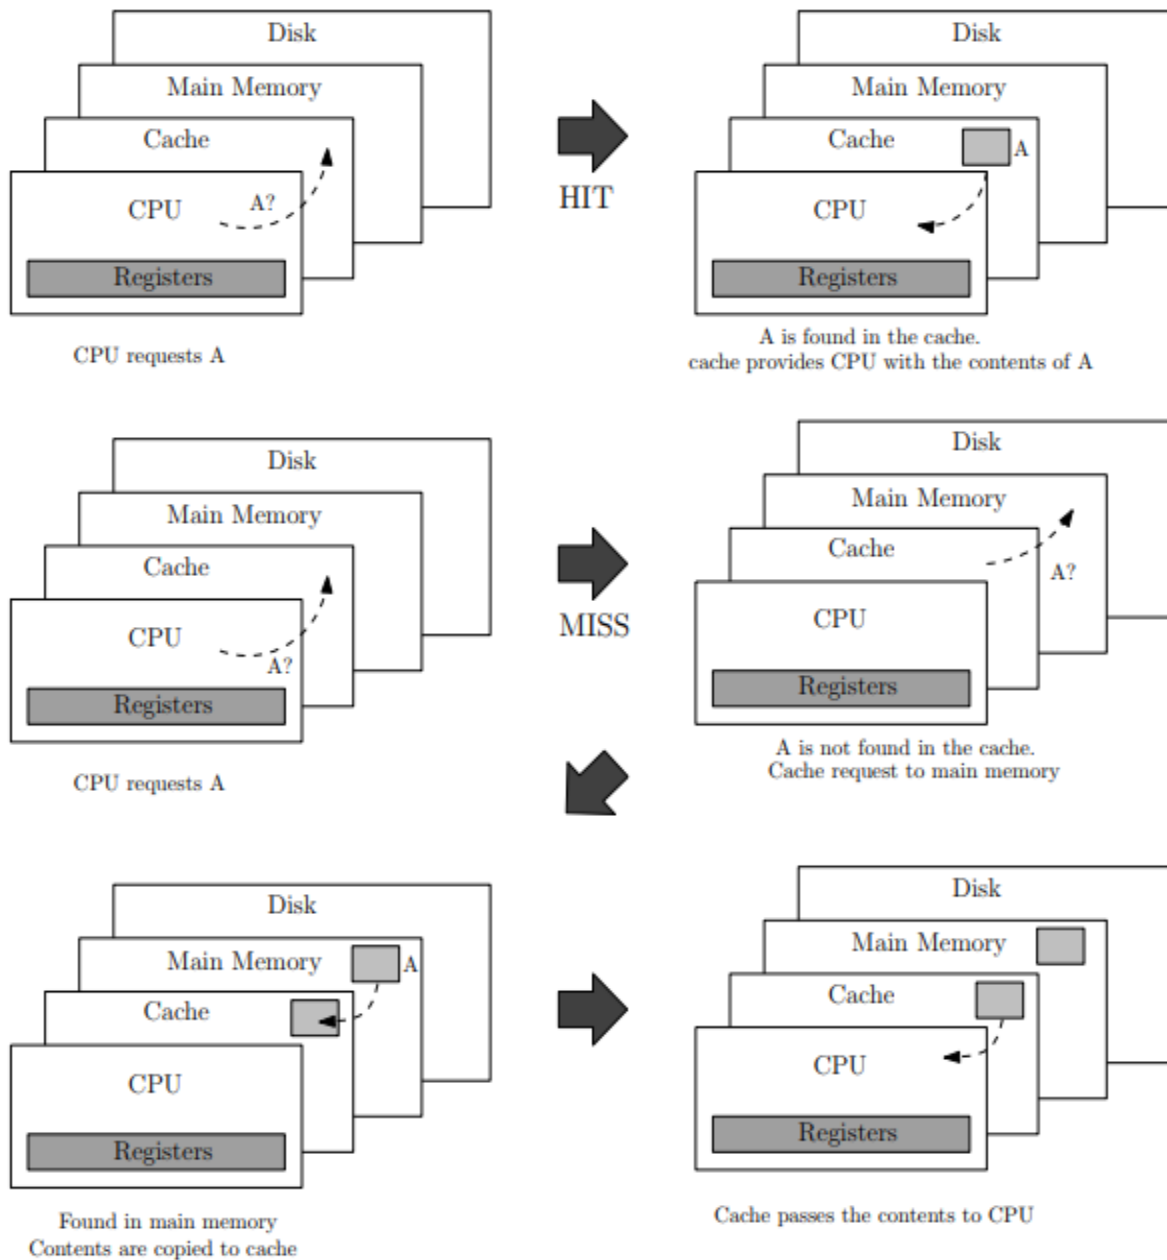 Disk
Main Memory
Cache
CPU
A?
Registers
CPU requests A
HIT
Disk
Main Memory
Cache
A
CPU
Registers
A is found in the cache.
cache provides CPU with the contents of A
Disk
Main Memory
Cache
CPU
A?
Registers
CPU requests A
MISS
Disk
Main Memory
Cache
A?
CPU
Registers
A is not found in the cache.
Cache request to main memory
Disk
Main Memory
A
Cache
CPU
Registers
Found in main memory
Contents are copied to cache
Disk
Main Memory
Cache
CPU
Registers
Cache passes the contents to CPU